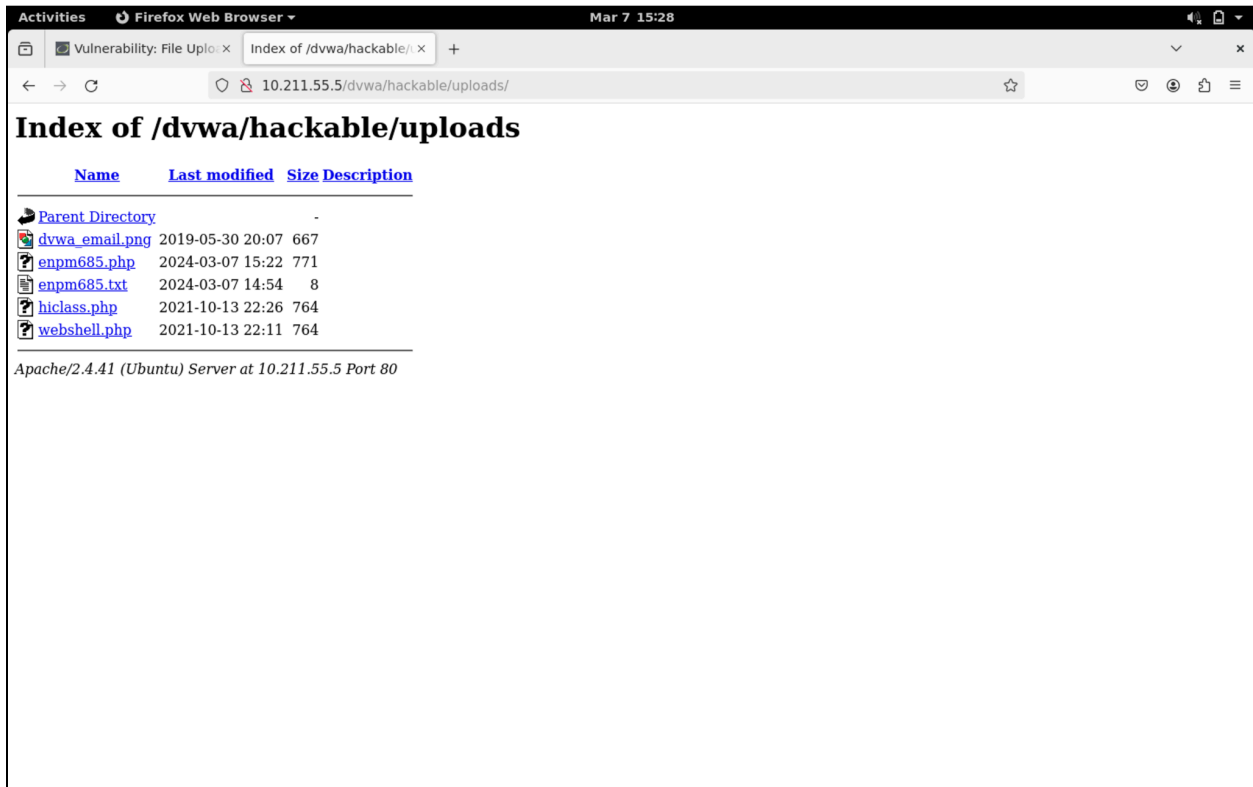 Activities Firefox Web Browser Mar 7 15:28
Vulnerability: File Uplo Index of /dvwa/hackable/
10.211.55.5/dvwa/hackable/uploads/
Index of /dvwa/hackable/uploads
Name Last modified Size Description
Parent Directory -
dvwa_email.png 2019-05-30 20:07 667
enpm685.php 2024-03-07 15:22 771
enpm685.txt 2024-03-07 14:54 8
hiclass.php 2021-10-13 22:26 764
webshell.php 2021-10-13 22:11 764
Apache/2.4.41 (Ubuntu) Server at 10.211.55.5 Port 80